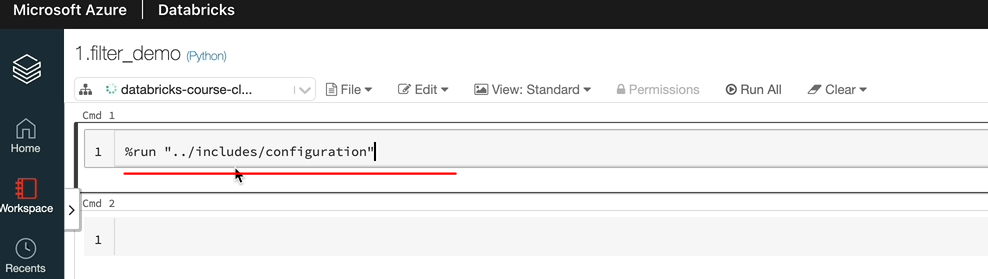 Microsoft Azure | Databricks
1.filter_demo (Python)
databricks-course-cl... File Edit View: Standard Permissions Run All Clear
Cmd 1
1 %run "../includes/configuration"
Home
Workspace
Cmd 2
1
Recents